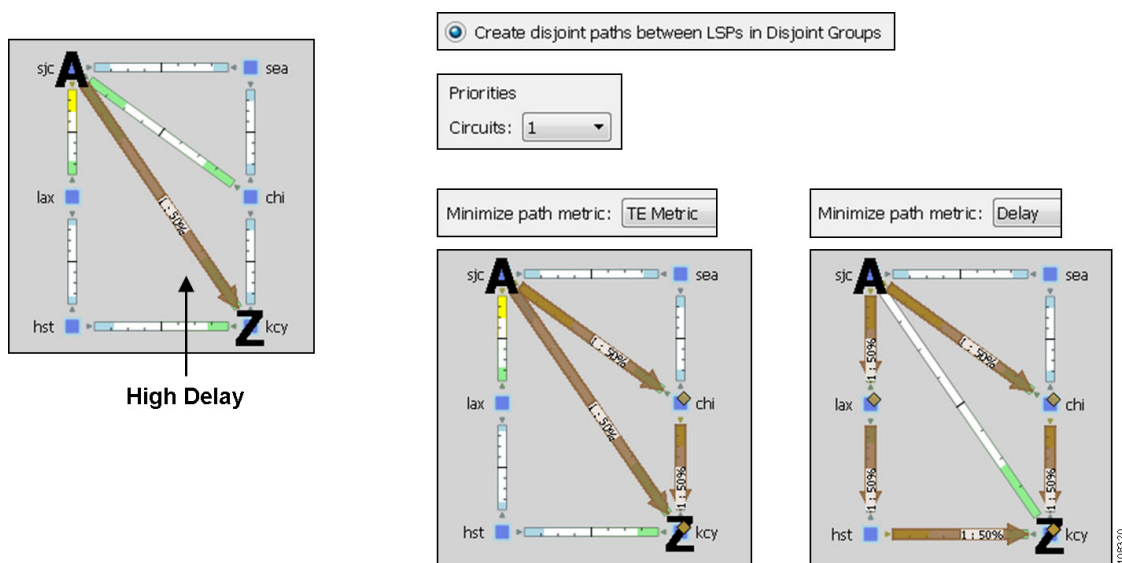 sjc A sea
lax chi
1 : 50%
hst Z kcy
High Delay
Create disjoint paths between LSPs in Disjoint Groups
Priorities
Circuits: 1
Minimize path metric: TE Metric
sjc A sea
1 : 50%
lax chi
1 : 50%
1 : 50%
hst Z kcy
Minimize path metric: Delay
sjc A sea
1 : 50%
1 : 50%
lax chi
1 : 50%
1 : 50%
hst 1 : 50% Z kcy